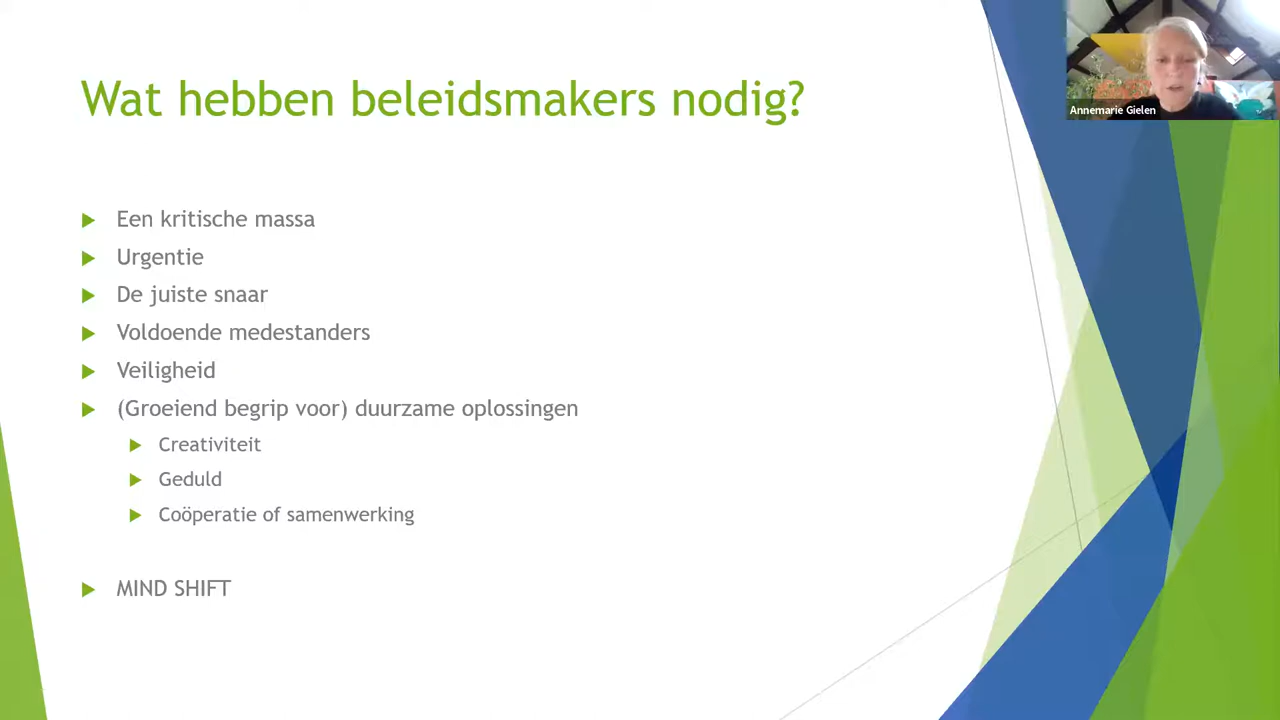 Wat hebben beleidsmakers nodig?
Annemarie Gielen
Een kritische massa
Urgentie
De juiste snaar
Voldoende medestanders
Veiligheid
(Groeiend begrip voor) duurzame oplossingen
Creativiteit
Geduld
Coöperatie of samenwerking
MIND SHIFT